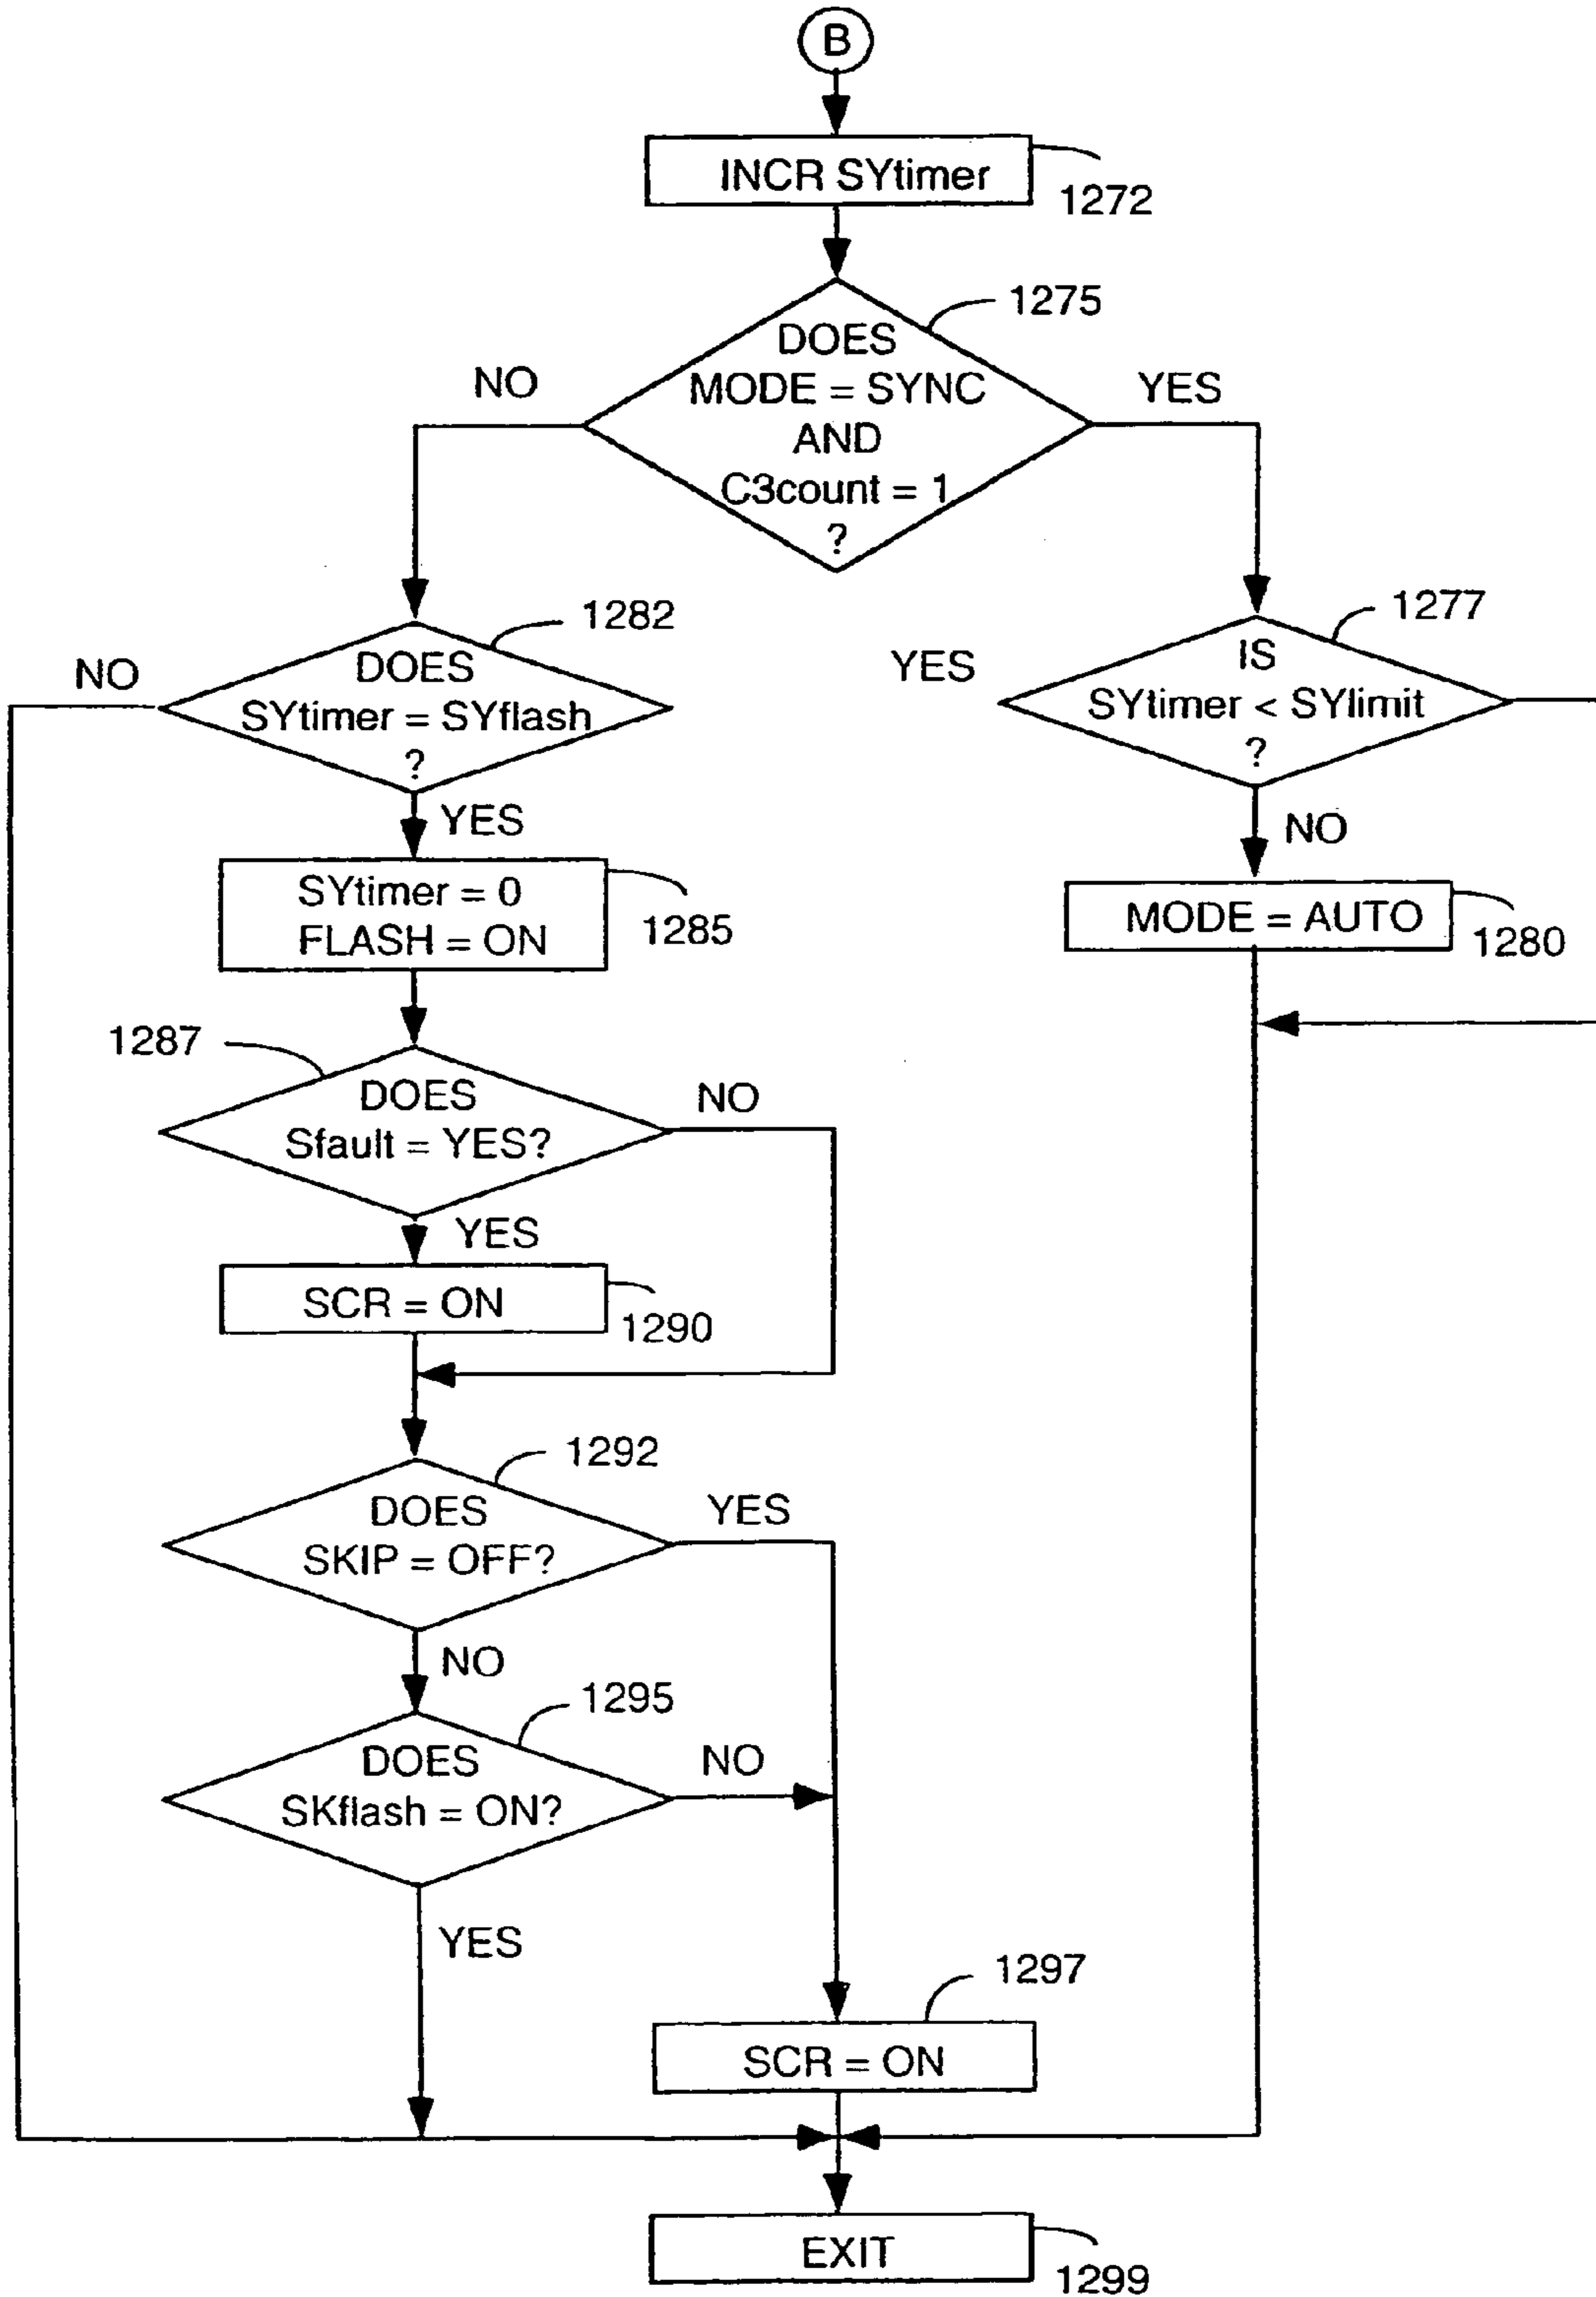 B
INCR SYtimer
1272
1275
DOES
MODE = SYNC
AND
C3count = 1
?
NO
YES
1282
DOES
SYtimer = SYflash
?
NO
YES
1277
IS
SYtimer < SYlimit
?
YES
NO
SYtimer = 0
FLASH = ON
1285
MODE = AUTO
1280
1287
DOES
Sfault = YES?
NO
YES
SCR = ON
1290
1292
DOES
SKIP = OFF?
YES
NO
1295
DOES
SKflash = ON?
NO
YES
1297
SCR = ON
EXIT
1299